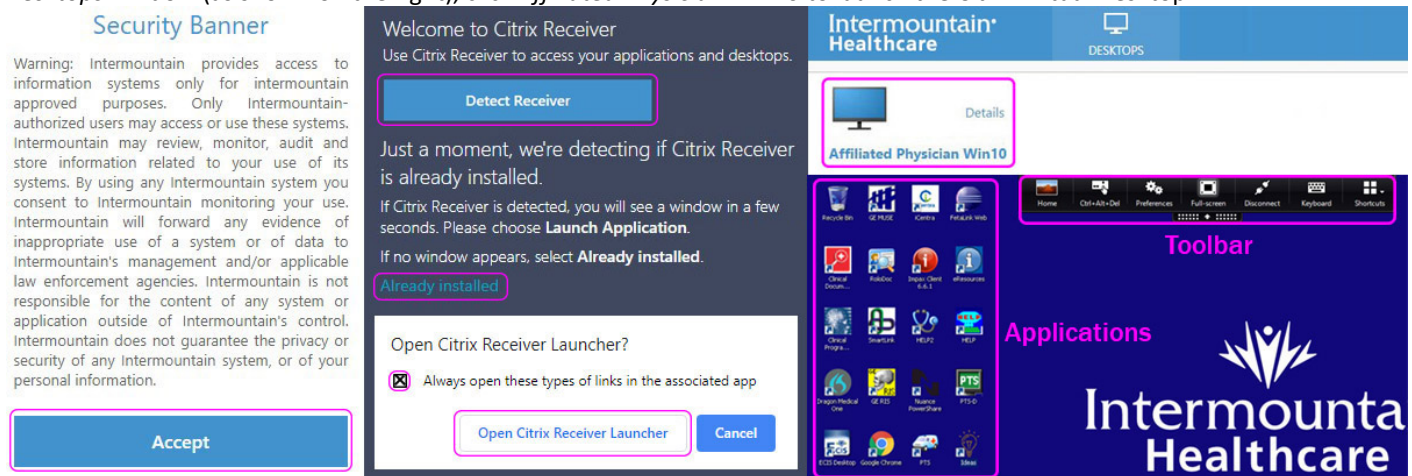 Security Banner
Warning: Intermountain provides access to
information systems only for intermountain
approved purposes. Only Intermountain-
authorized users may access or use these systems.
Intermountain may review, monitor, audit and
store information related to your use of its
systems. By using any Intermountain system you
consent to Intermountain monitoring your use.
Intermountain will forward any evidence of
inappropriate use of a system or of data to
Intermountain's management and/or applicable
law enforcement agencies. Intermountain is not
responsible for the content of any system or
application outside of Intermountain's control.
Intermountain does not guarantee the privacy or
security of any Intermountain system, or of your
personal information.
Accept
Welcome to Citrix Receiver
Use Citrix Receiver to access your applications and desktops.
Detect Receiver
Just a moment, we're detecting if Citrix Receiver
is already installed.
If Citrix Receiver is detected, you will see a window in a few
seconds. Please choose Launch Application.
If no window appears, select Already installed.
Already installed
Open Citrix Receiver Launcher?
Always open these types of links in the associated app
Open Citrix Receiver Launcher
Cancel
Intermountain
Healthcare
DESKTOPS
Details
Affiliated Physician Win10
Home Ctrl+Alt+Del Preferences Full-screen Disconnect Keyboard Shortcuts
Toolbar
Recycle Bin GE MUSE iCentra PetaLink Web
Clinical Docum... FoloDoc Impax Client 6.6.1 eResources
Clinical Progra... SmartLink HELP2 HELP
Dragon Medical One GE RIS Nuance PowerShare PTS-D
ECIS Desktop Google Chrome PTS Ideas
Applications
Intermounta
Healthcare